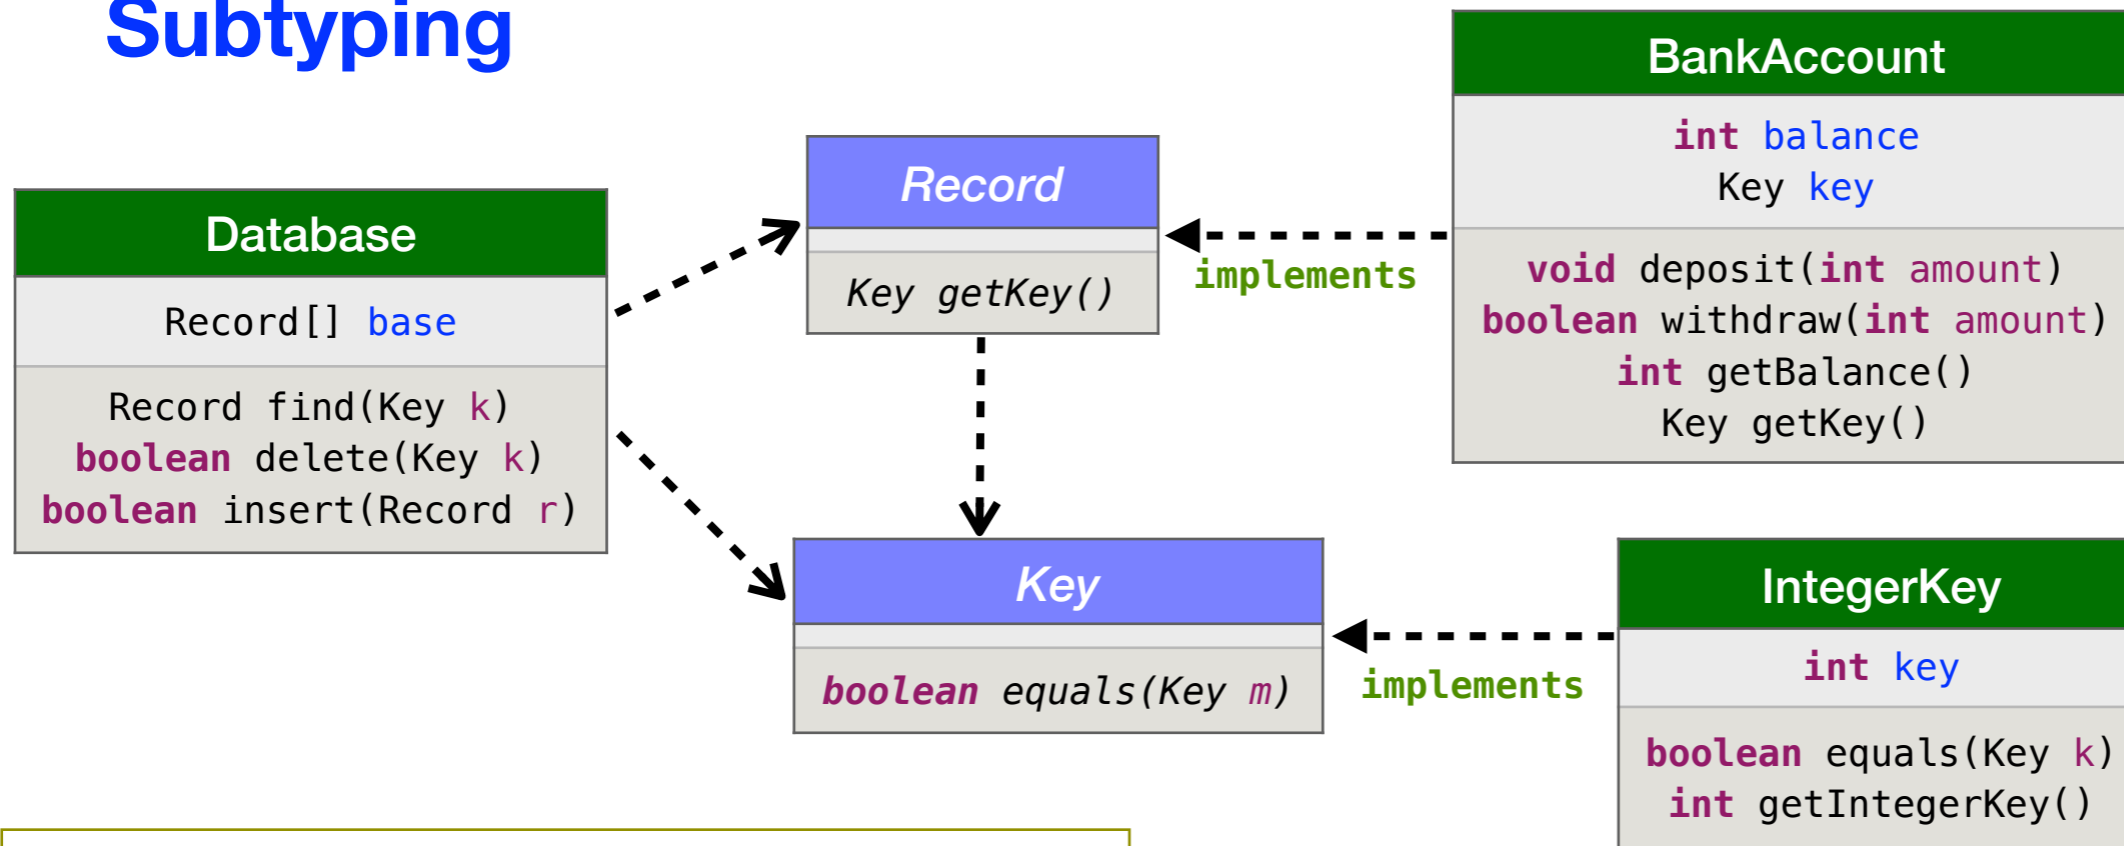 Subtyping
Database
Record[] base
Record find(Key k)
boolean delete(Key k)
boolean insert(Record r)
Record
Key getKey()
implements
BankAccount
int balance
Key key
void deposit(int amount)
boolean withdraw(int amount)
int getBalance()
Key getKey()
Key
boolean equals(Key m)
implements
IntegerKey
int key
boolean equals(Key k)
int getIntegerKey()